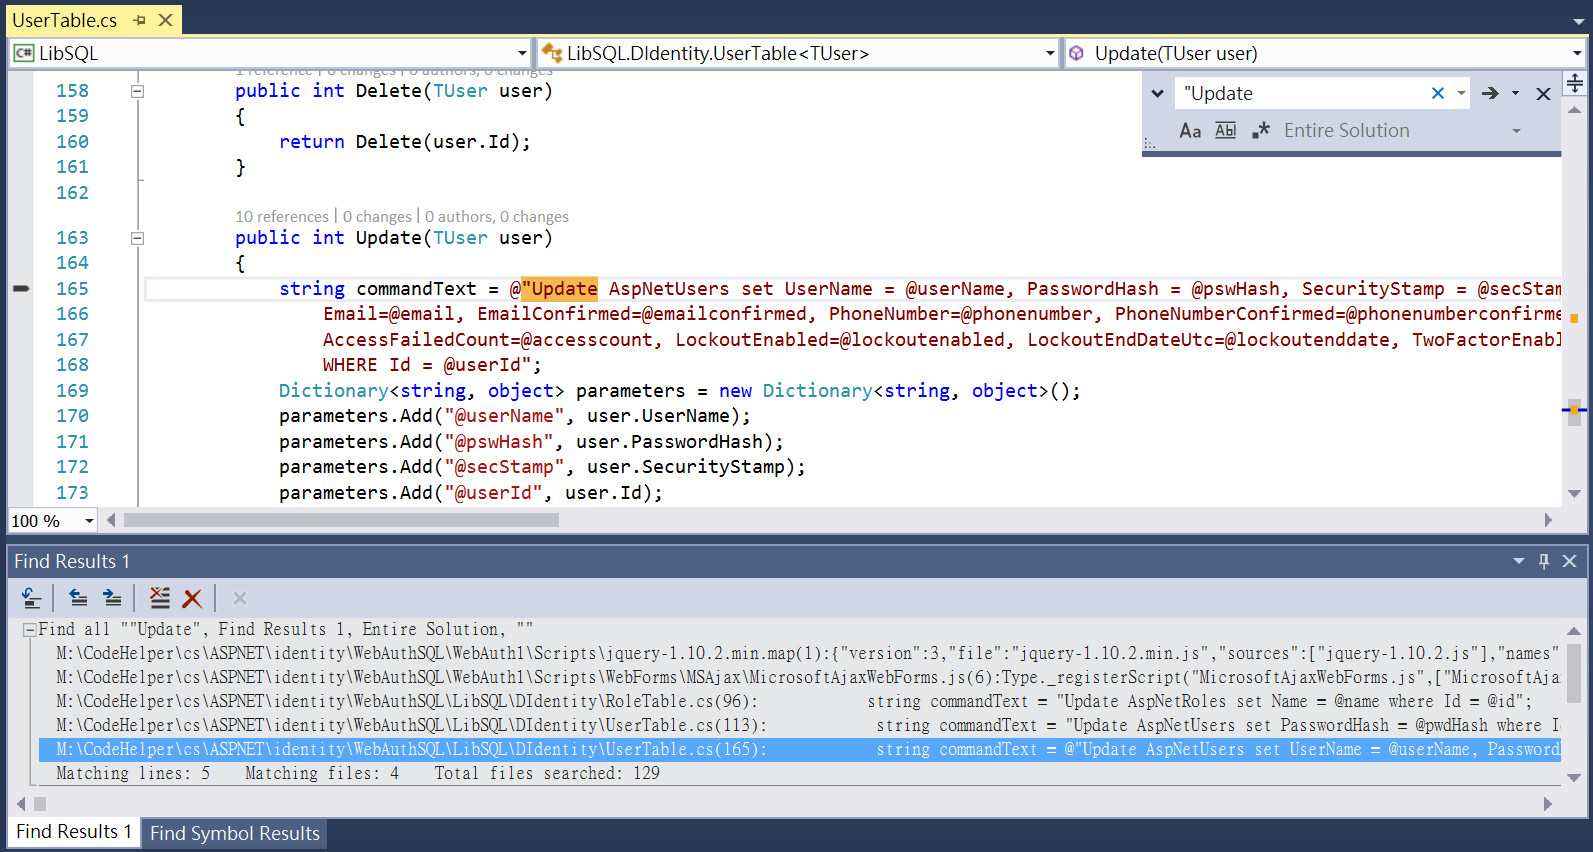 UserTable.cs
LibSQL
LibSQL.DIdentity.UserTable<TUser>
Update(TUser user)
1 reference | 0 changes | 0 authors, 0 changes
158 public int Delete(TUser user)
159 {
160 return Delete(user.Id);
161 }
162
10 references | 0 changes | 0 authors, 0 changes
163 public int Update(TUser user)
164 {
165 string commandText = @"Update AspNetUsers set UserName = @userName, PasswordHash = @pswHash, SecurityStamp = @secStam
166 Email=@email, EmailConfirmed=@emailconfirmed, PhoneNumber=@phonenumber, PhoneNumberConfirmed=@phonenumberconfirme
167 AccessFailedCount=@accesscount, LockoutEnabled=@lockoutenabled, LockoutEndDateUtc=@lockoutenddate, TwoFactorEnabl
168 WHERE Id = @userId";
169 Dictionary<string, object> parameters = new Dictionary<string, object>();
170 parameters.Add("@userName", user.UserName);
171 parameters.Add("@pswHash", user.PasswordHash);
172 parameters.Add("@secStamp", user.SecurityStamp);
173 parameters.Add("@userId", user.Id);
"Update
Aa Abl .* Entire Solution
100 %
Find Results 1
Find all ""Update", Find Results 1, Entire Solution, ""
M:\CodeHelper\cs\ASPNET\identity\WebAuthSQL\WebAuth1\Scripts\jquery-1.10.2.min.map(1):{"version":3,"file":"jquery-1.10.2.min.js","sources":["jquery-1.10.2.js"],"names"
M:\CodeHelper\cs\ASPNET\identity\WebAuthSQL\WebAuth1\Scripts\WebForms\MSAjax\MicrosoftAjaxWebForms.js(6):Type._registerScript("MicrosoftAjaxWebForms.js",["MicrosoftAja
M:\CodeHelper\cs\ASPNET\identity\WebAuthSQL\LibSQL\DIdentity\RoleTable.cs(96): string commandText = "Update AspNetRoles set Name = @name where Id = @id";
M:\CodeHelper\cs\ASPNET\identity\WebAuthSQL\LibSQL\DIdentity\UserTable.cs(113): string commandText = "Update AspNetUsers set PasswordHash = @pwdHash where I
M:\CodeHelper\cs\ASPNET\identity\WebAuthSQL\LibSQL\DIdentity\UserTable.cs(165): string commandText = @"Update AspNetUsers set UserName = @userName, Password
Matching lines: 5 Matching files: 4 Total files searched: 129
Find Results 1
Find Symbol Results